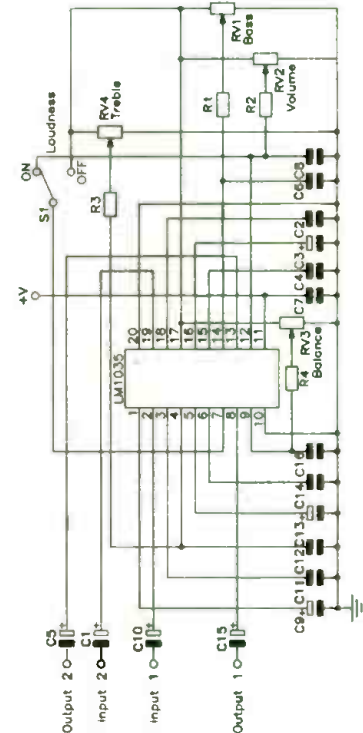 ON
Loudness
OFF
S1
+V
RV4
Treble
R3
RV1
Bass
R1
R2
RV2
Volume
Output 2
C5
Input 2
C1
Input 1
C10
Output 1
C15
LM1035
1
2
3
4
5
6
7
8
9
10
20
19
18
17
16
15
14
13
12
11
R4
RV3
Balance
C9+
C11
C12
C13+
C14
C16
C7
C4
C3+
C2
C6
C8